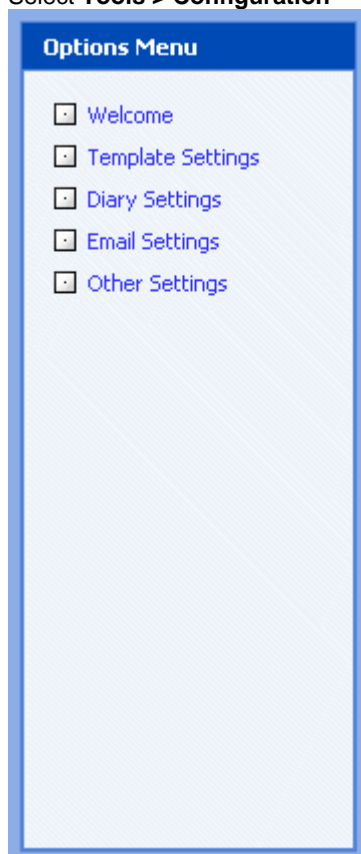 Select Tools > Configuration
Options Menu
Welcome
Template Settings
Diary Settings
Email Settings
Other Settings